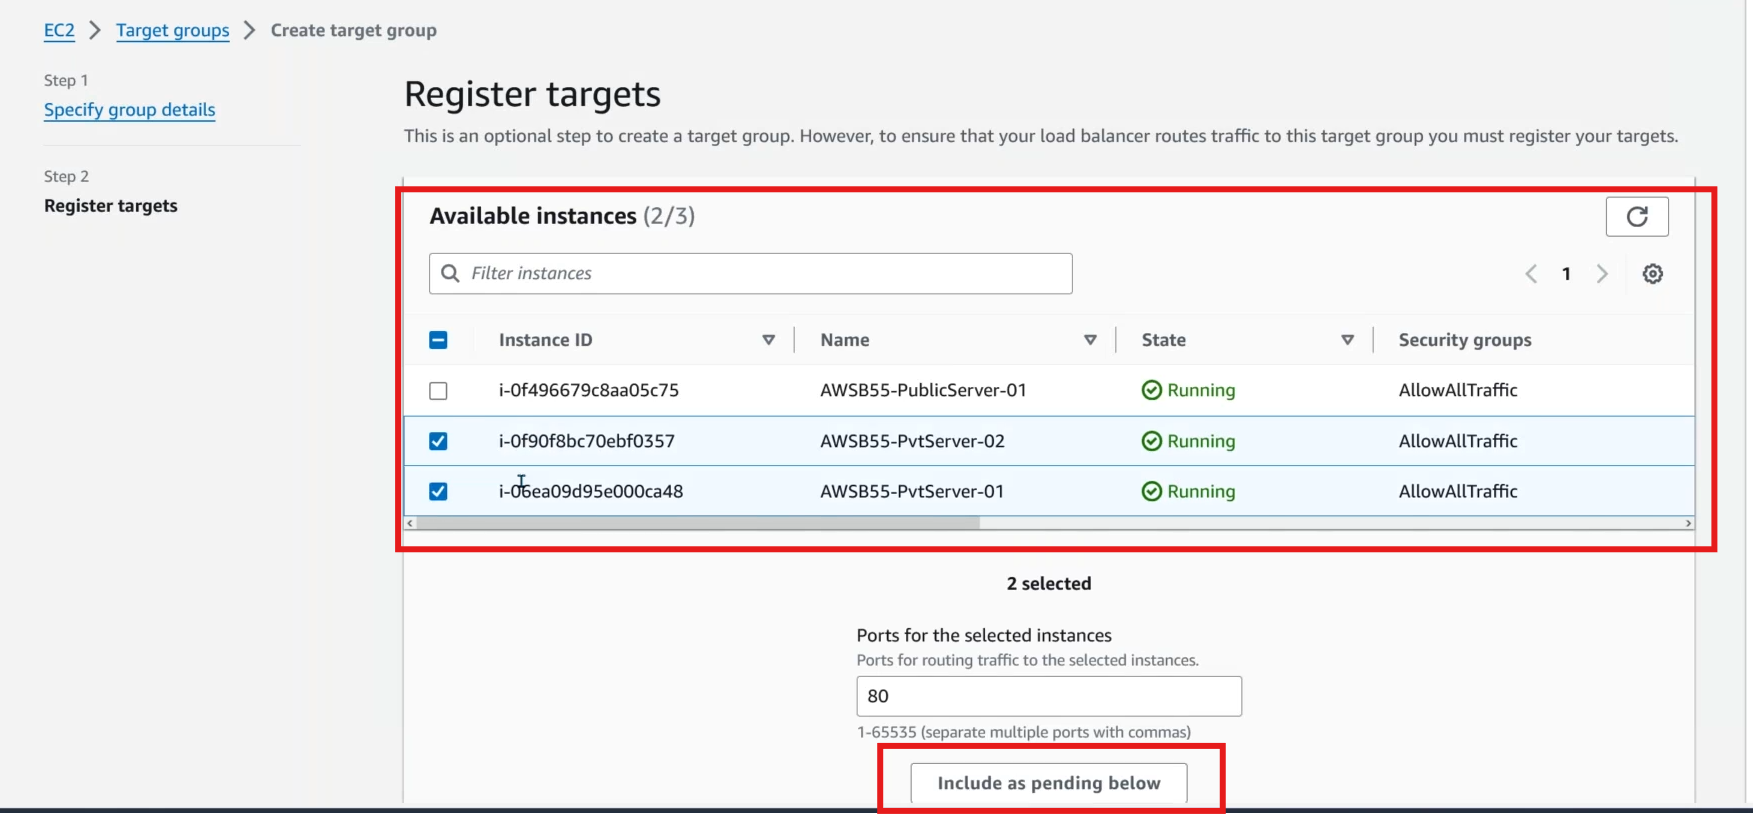 EC2 > Target groups > Create target group
Step 1
Specify group details
Step 2
Register targets
Register targets
This is an optional step to create a target group. However, to ensure that your load balancer routes traffic to this target group you must register your targets.
Available instances (2/3)
Filter instances
1
Instance ID Name State Security groups
i-0f496679c8aa05c75 AWSB55-PublicServer-01 Running AllowAllTraffic
i-0f90f8bc70ebf0357 AWSB55-PvtServer-02 Running AllowAllTraffic
i-06ea09d95e000ca48 AWSB55-PvtServer-01 Running AllowAllTraffic
2 selected
Ports for the selected instances
Ports for routing traffic to the selected instances.
80
1-65535 (separate multiple ports with commas)
Include as pending below